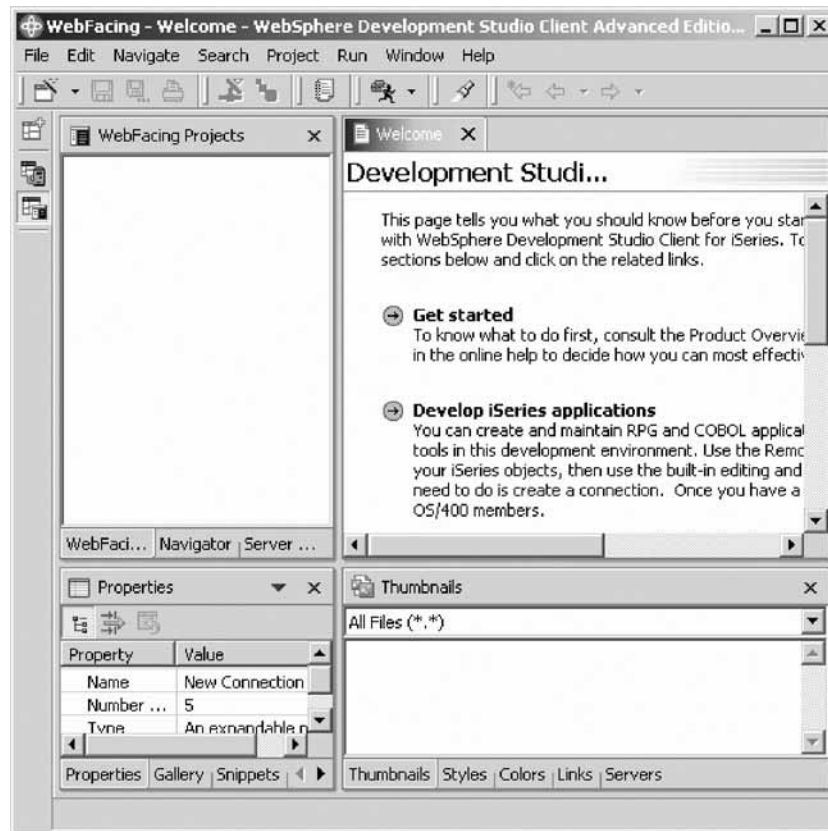 WebFacing - Welcome - WebSphere Development Studio Client Advanced Editio...
File Edit Navigate Search Project Run Window Help
WebFacing Projects
Welcome
Development Studi...
This page tells you what you should know before you star
with WebSphere Development Studio Client for iSeries. To
sections below and click on the related links.
Get started
To know what to do first, consult the Product Overvie
in the online help to decide how you can most effectiv
Develop iSeries applications
You can create and maintain RPG and COBOL applicat
tools in this development environment. Use the Remo
your iSeries objects, then use the built-in editing and
need to do is create a connection. Once you have a
OS/400 members.
WebFaci... Navigator Server ...
Properties
Property Value
Name New Connection
Number ... 5
Type An expandable p
Properties Gallery Snippets
Thumbnails
All Files (*.*)
Thumbnails Styles Colors Links Servers